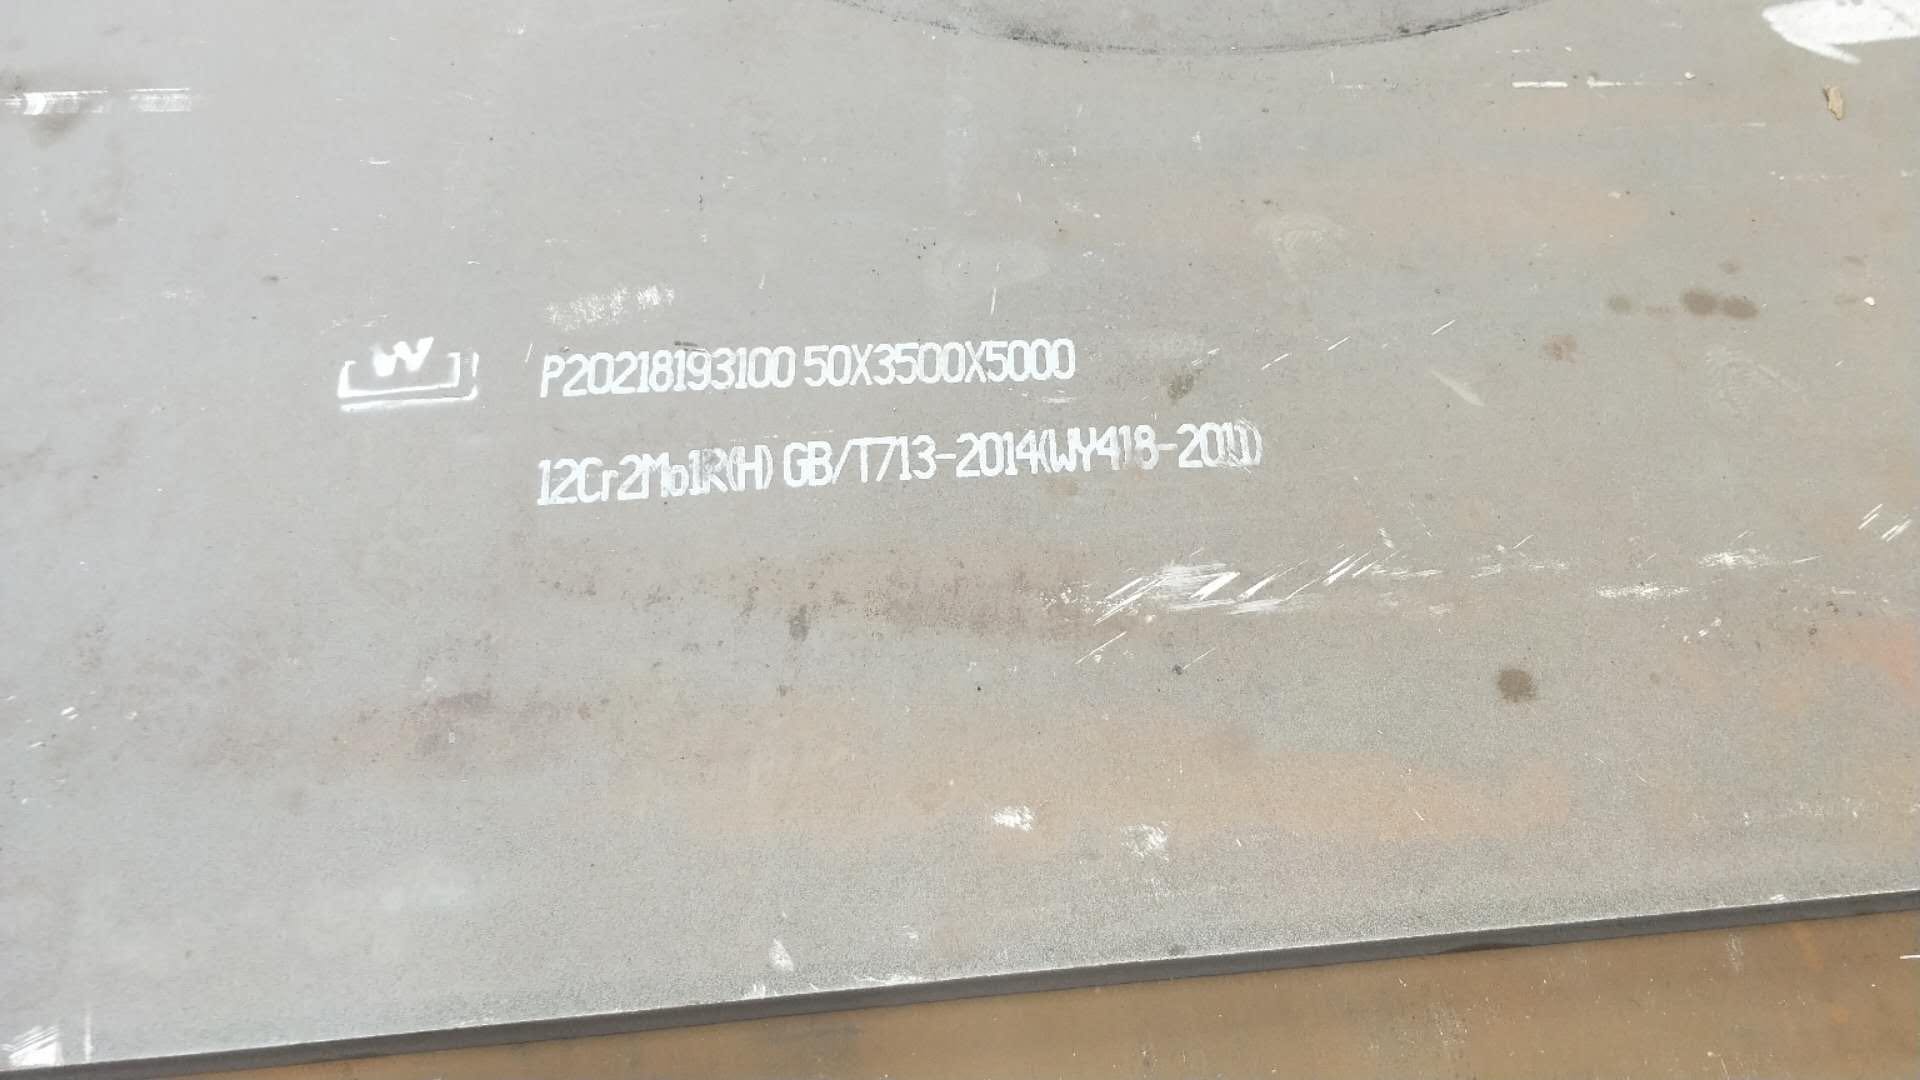 W P20218193100 50X3500X5000
12Cr2Mo1R(H) GB/T713-2014(WY418-2011)